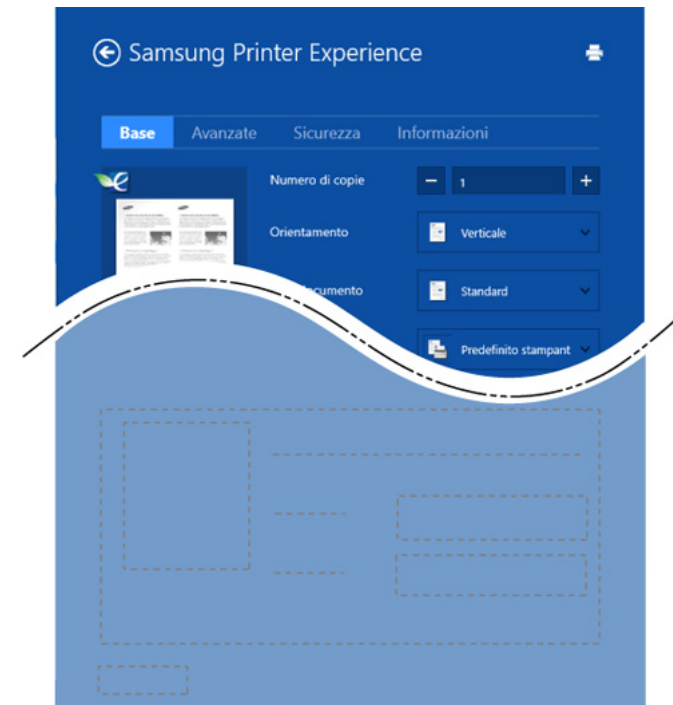 Samsung Printer Experience
Base Avanzate Sicurezza Informazioni
Numero di copie 1
Orientamento Verticale
Standard
Predefinito stampant